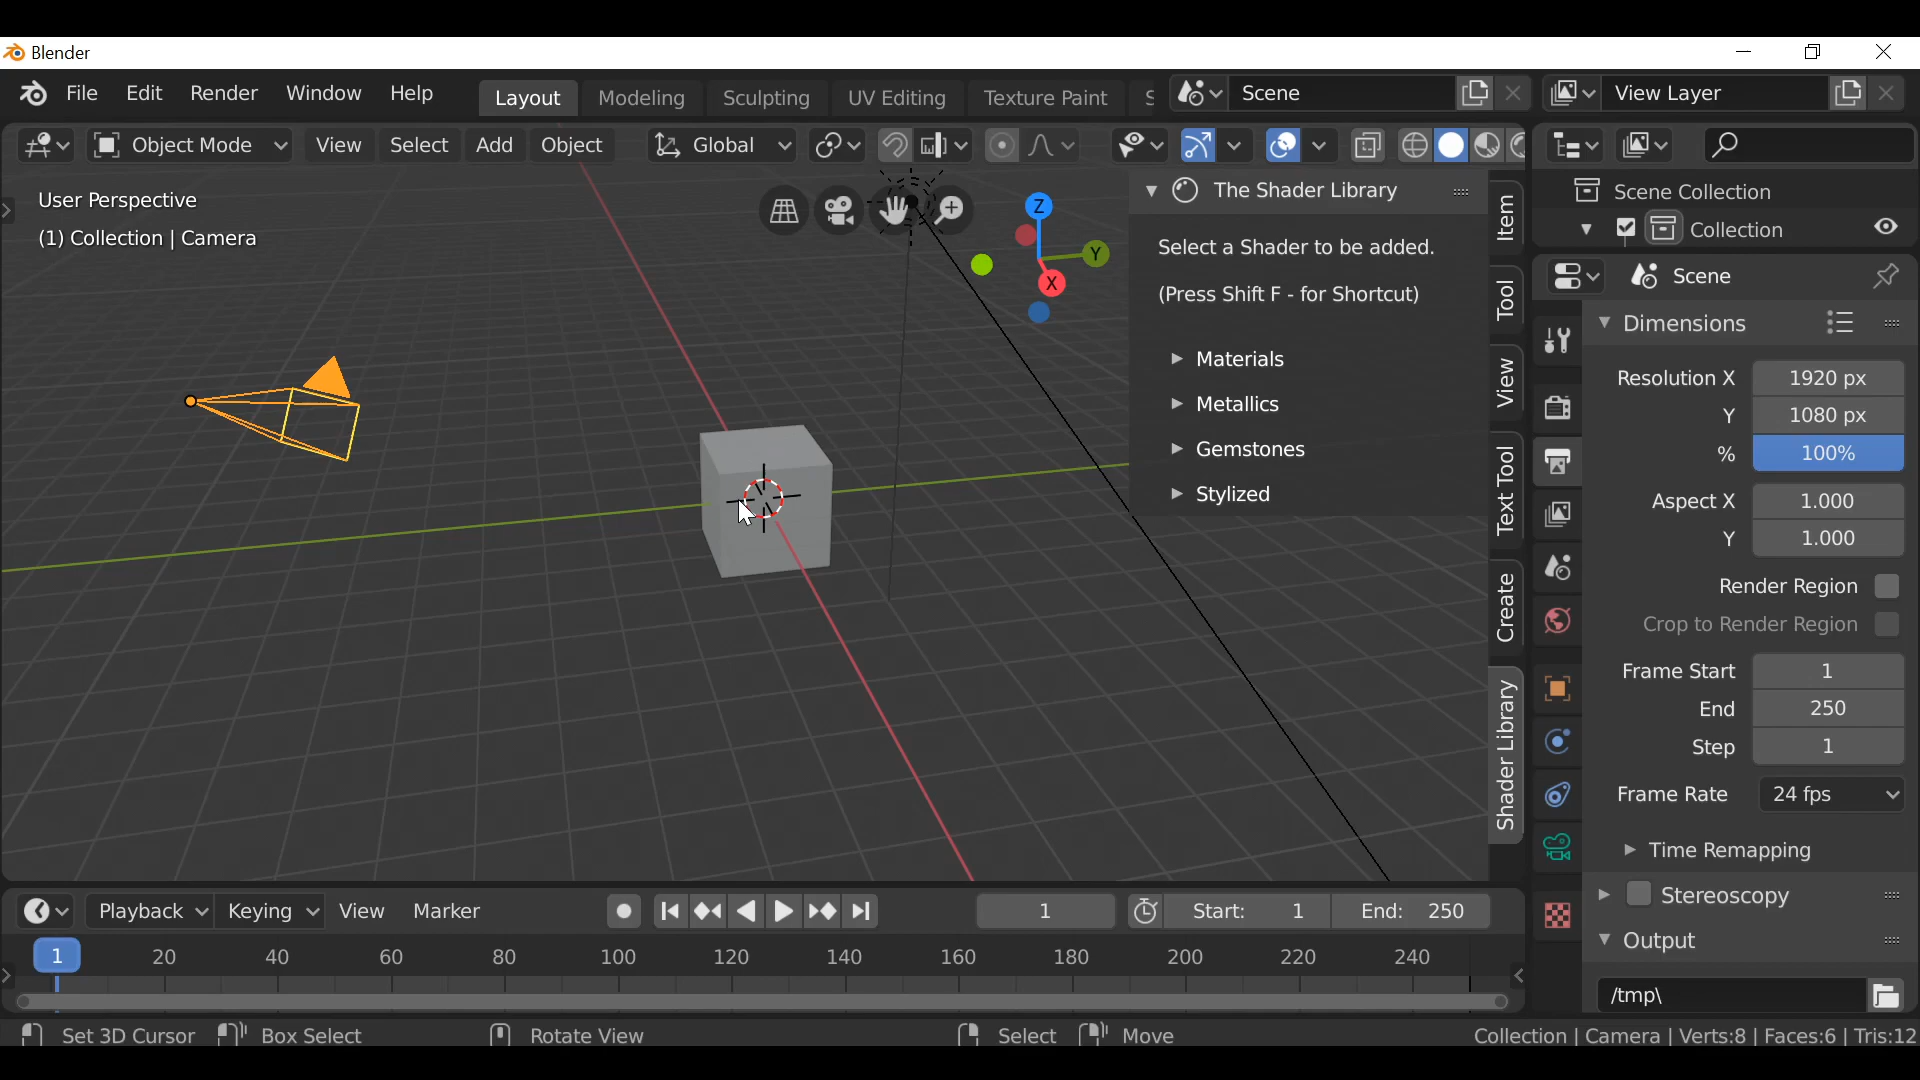 Blender
File Edit Render Window Help Layout Modeling Sculpting UV Editing Texture Paint S Scene View Layer
Object Mode View Select Add Object Global
User Perspective
(1) Collection | Camera
Z
Y
X
The Shader Library
Select a Shader to be added.
(Press Shift F - for Shortcut)
Materials
Metallics
Gemstones
Stylized
Item
Tool
View
Text Tool
Create
Shader Library
Scene Collection
Collection
Scene
Dimensions
Resolution X 1920 px
Y 1080 px
% 100%
Aspect X 1.000
Y 1.000
Render Region
Crop to Render Region
Frame Start 1
End 250
Step 1
Frame Rate 24 fps
Time Remapping
Stereoscopy
Output
/tmp\
Playback Keying View Marker 1 Start: 1 End: 250
1 20 40 60 80 100 120 140 160 180 200 220 240
Set 3D Cursor Box Select Rotate View Select Move Collection | Camera | Verts:8 | Faces:6 | Tris:12